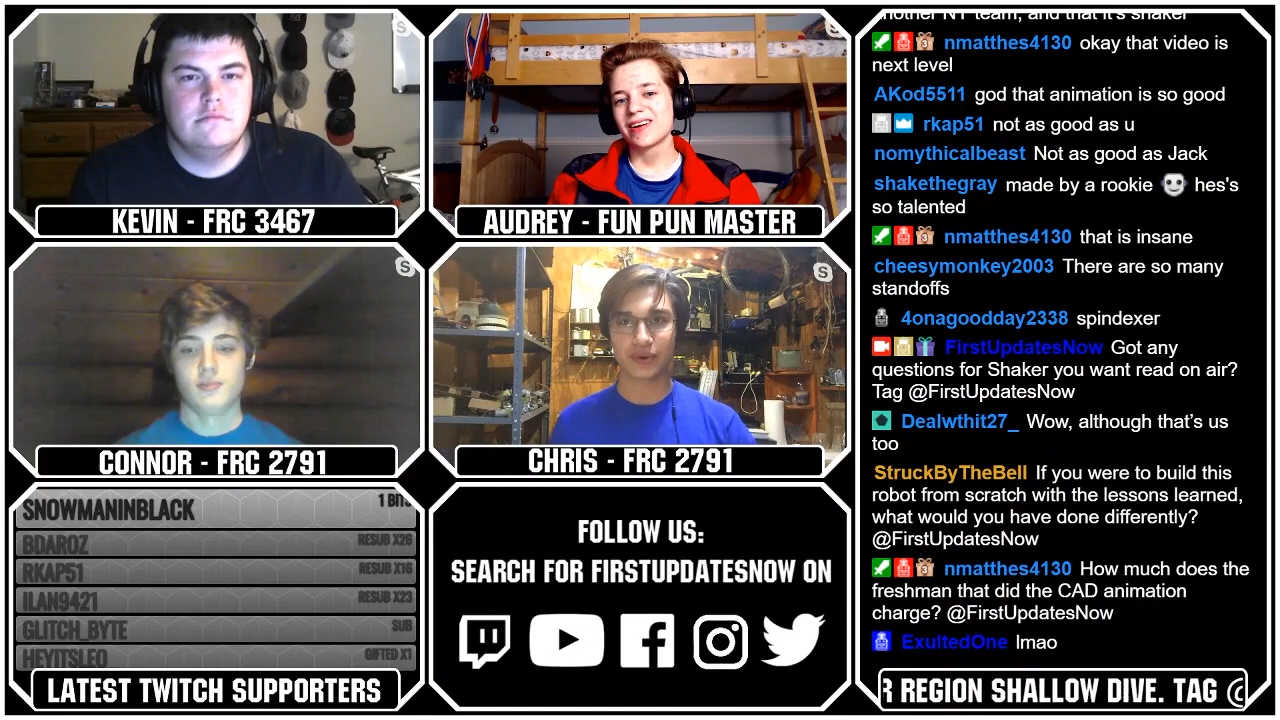 KEVIN - FRC 3467
AUDREY - FUN PUN MASTER
CONNOR - FRC 2791
CHRIS - FRC 2791
SNOWMANINBLACK 1 BITS
BDAROZ RESUB X26
RKAP51 RESUB X16
ILAN9421 RESUB X23
GLITCH_BYTE SUB
HEYITSLEO GIFTED X1
LATEST TWITCH SUPPORTERS
FOLLOW US:
SEARCH FOR FIRSTUPDATESNOW ON
another NY team, and that it's shaker
nmatthes4130 okay that video is
next level
AKod5511 god that animation is so good
rkap51 not as good as u
nomythicalbeast Not as good as Jack
shakethegray made by a rookie hes's
so talented
nmatthes4130 that is insane
cheesymonkey2003 There are so many
standoffs
4onagoodday2338 spindexer
FirstUpdatesNow Got any
questions for Shaker you want read on air?
Tag @FirstUpdatesNow
Dealwthit27_ Wow, although that's us
too
StruckByTheBell If you were to build this
robot from scratch with the lessons learned,
what would you have done differently?
@FirstUpdatesNow
nmatthes4130 How much does the
freshman that did the CAD animation
charge? @FirstUpdatesNow
ExultedOne lmao
R REGION SHALLOW DIVE. TAG @